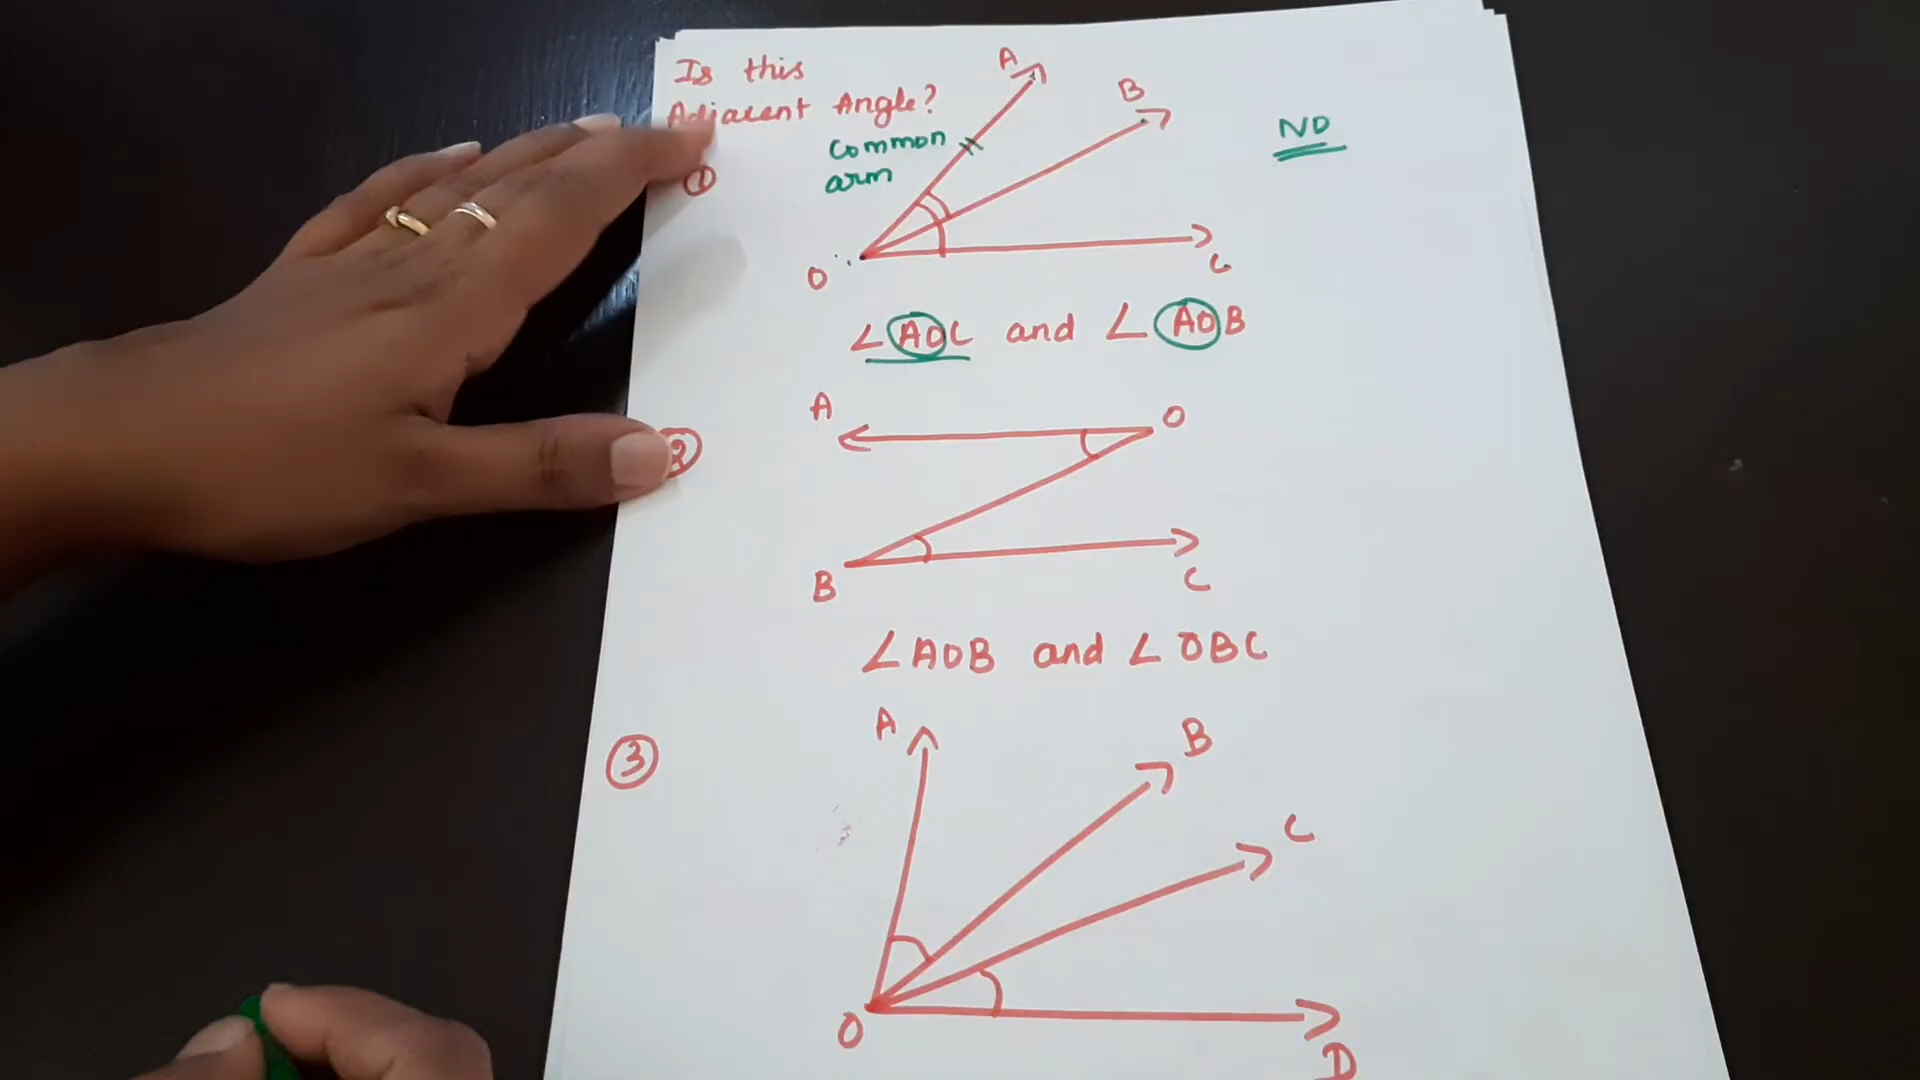 Is this
Adjacent Angle?
①
Common
arm
A
B
O
C
NO
∠AOC and ∠AOB
②
A
O
B
C
∠AOB and ∠OBC
③
A
B
C
O
D